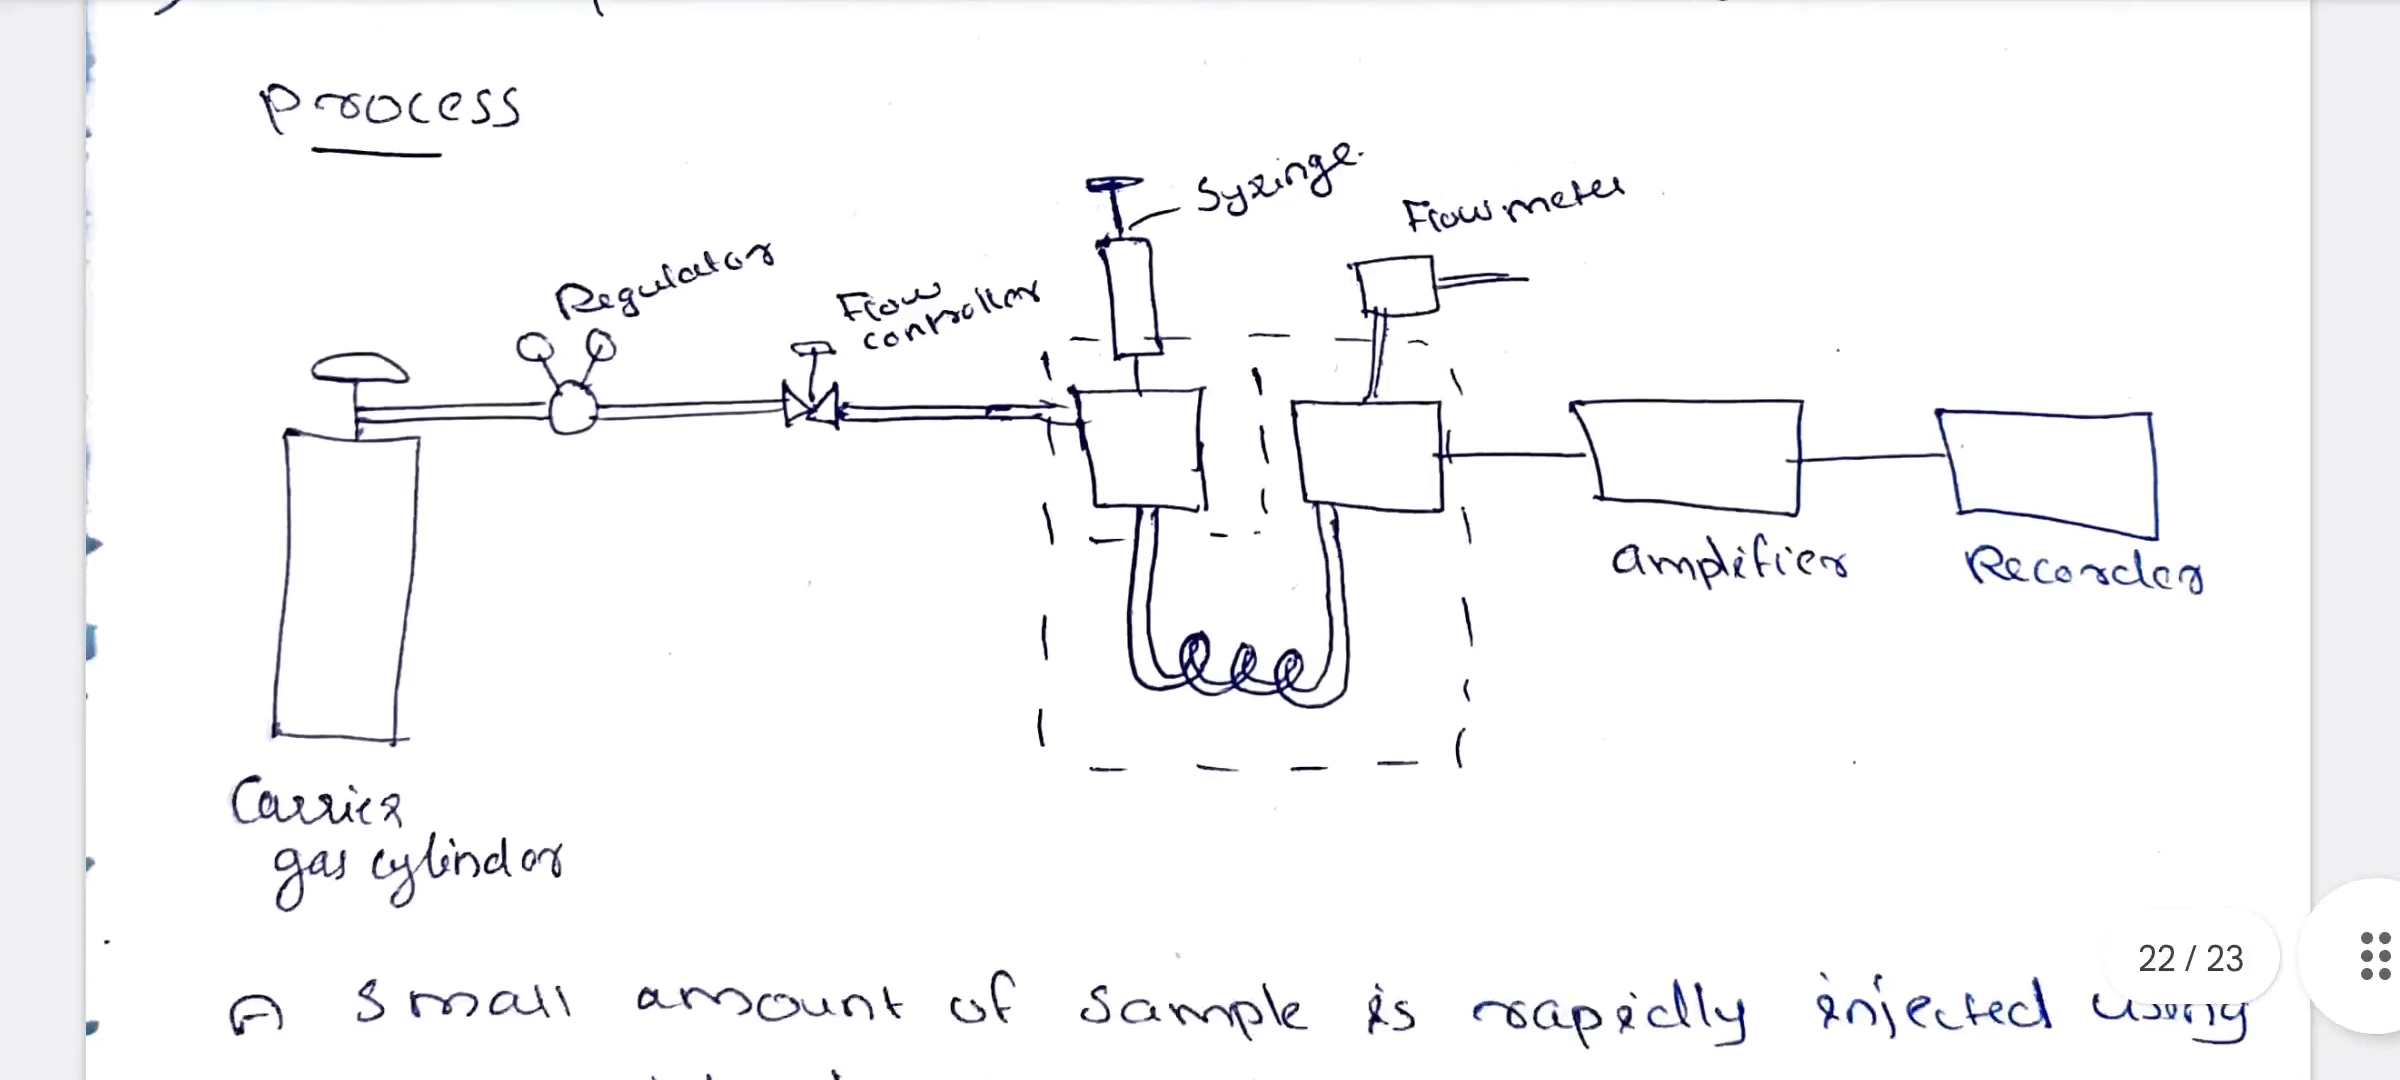 Process
Syringe.
Flow meter
Regulator
Flow
controller
amplifier
Recorder
Carrier
gas cylinder
22 / 23
A small amount of sample is rapidly injected using